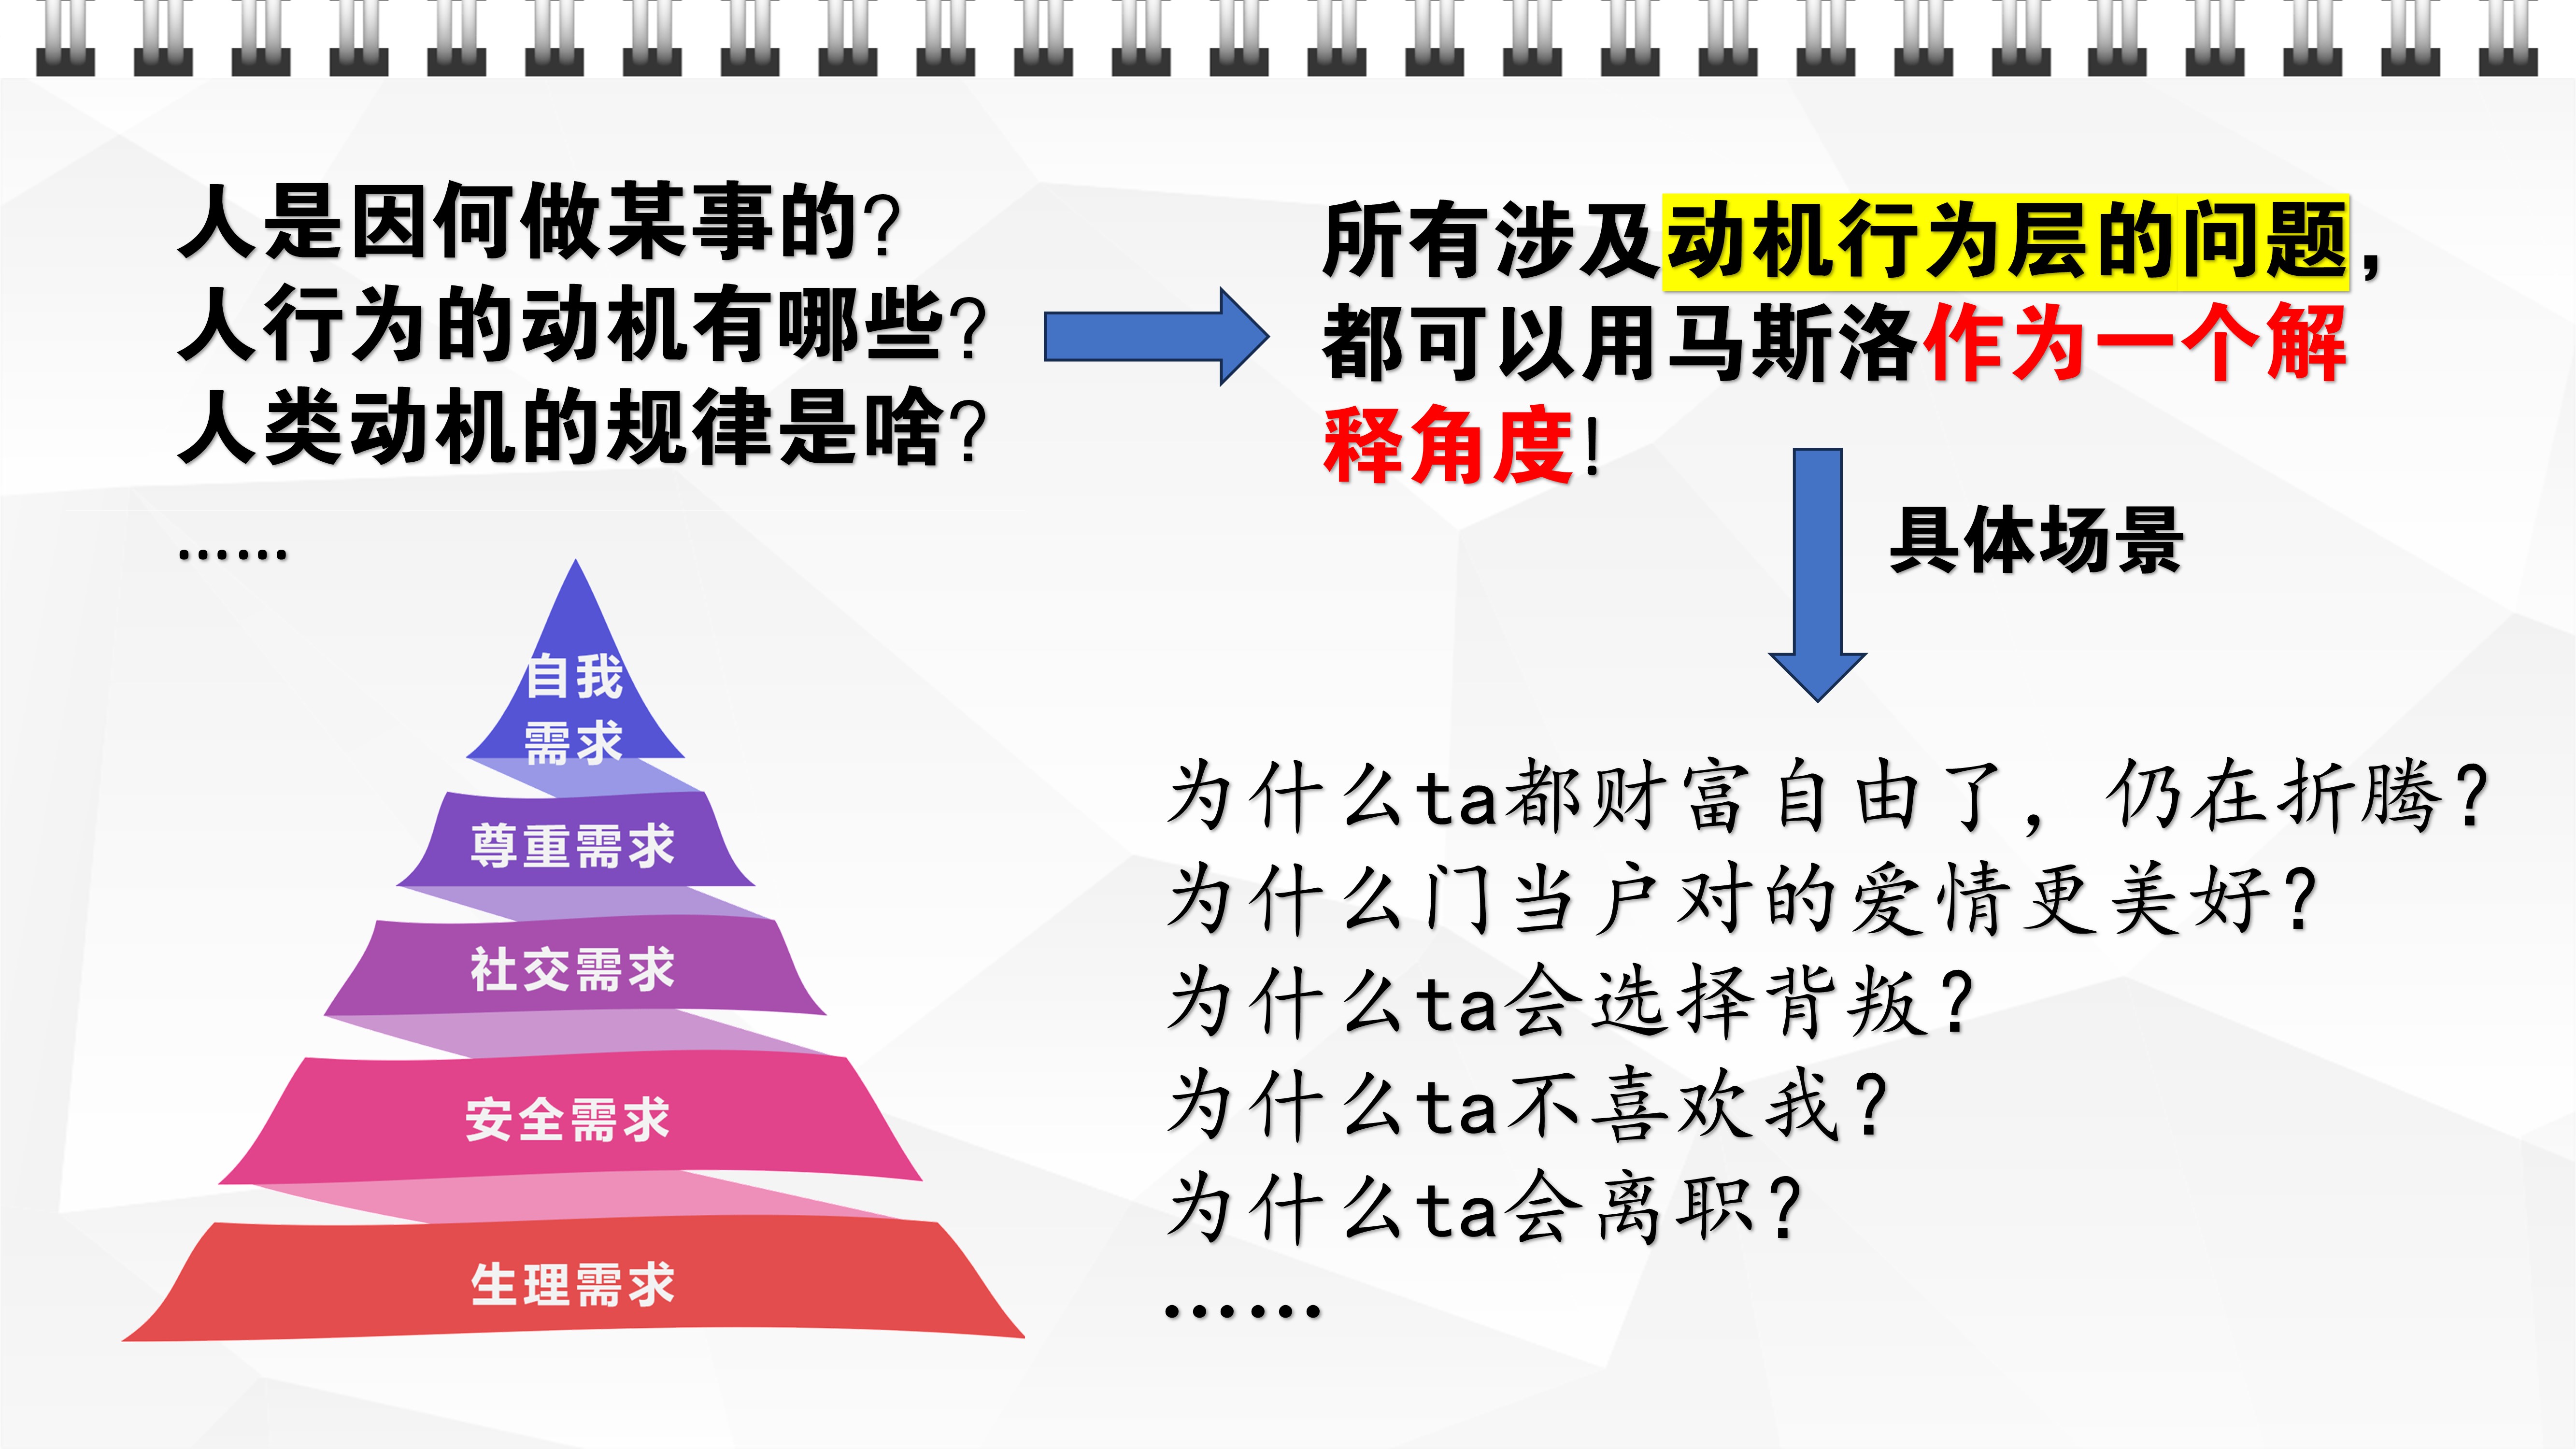 人是因何做某事的?
人行为的动机有哪些?
人类动机的规律是啥?
……
所有涉及动机行为层的问题，
都可以用马斯洛作为一个解
释角度!
具体场景
自我
需求
尊重需求
社交需求
安全需求
生理需求
为什么ta都财富自由了，仍在折腾?
为什么门当户对的爱情更美好?
为什么ta会选择背叛?
为什么ta不喜欢我?
为什么ta会离职?
……